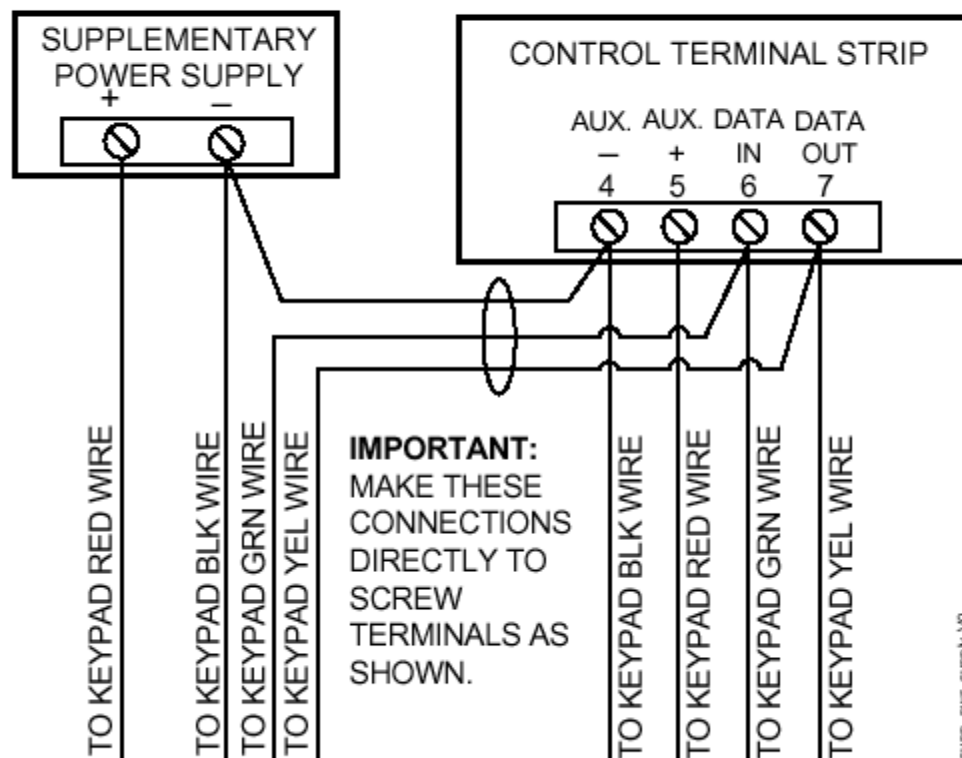 SUPPLEMENTARY
POWER SUPPLY
+ –
CONTROL TERMINAL STRIP
AUX. AUX. DATA DATA
– + IN OUT
4 5 6 7
TO KEYPAD RED WIRE
TO KEYPAD BLK WIRE
TO KEYPAD GRN WIRE
TO KEYPAD YEL WIRE
IMPORTANT:
MAKE THESE
CONNECTIONS
DIRECTLY TO
SCREW
TERMINALS AS
SHOWN.
TO KEYPAD BLK WIRE
TO KEYPAD RED WIRE
TO KEYPAD GRN WIRE
TO KEYPAD YEL WIRE